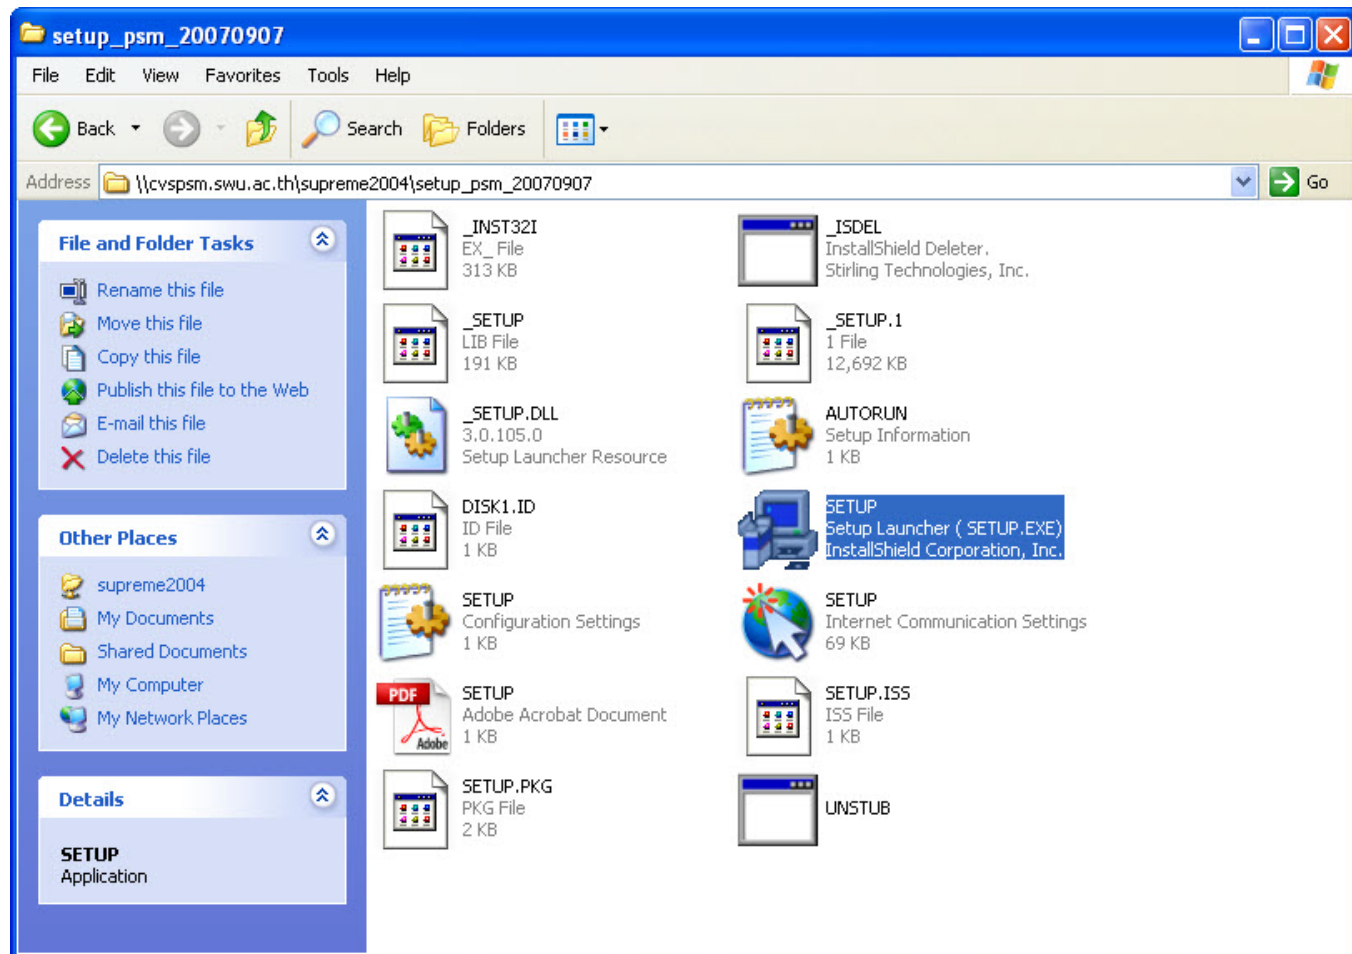 setup_psm_20070907
File Edit View Favorites Tools Help
Back Search Folders
Address \\cvspsm.swu.ac.th\supreme2004\setup_psm_20070907 Go
File and Folder Tasks
Rename this file
Move this file
Copy this file
Publish this file to the Web
E-mail this file
Delete this file
Other Places
supreme2004
My Documents
Shared Documents
My Computer
My Network Places
Details
SETUP
Application
_INST32I
EX_ File
313 KB
_ISDEL
InstallShield Deleter.
Stirling Technologies, Inc.
_SETUP
LIB File
191 KB
_SETUP.1
1 File
12,692 KB
_SETUP.DLL
3.0.105.0
Setup Launcher Resource
AUTORUN
Setup Information
1 KB
DISK1.ID
ID File
1 KB
SETUP
Setup Launcher ( SETUP.EXE)
InstallShield Corporation, Inc.
SETUP
Configuration Settings
1 KB
SETUP
Internet Communication Settings
69 KB
PDF
Adobe
SETUP
Adobe Acrobat Document
1 KB
SETUP.ISS
ISS File
1 KB
SETUP.PKG
PKG File
2 KB
UNSTUB